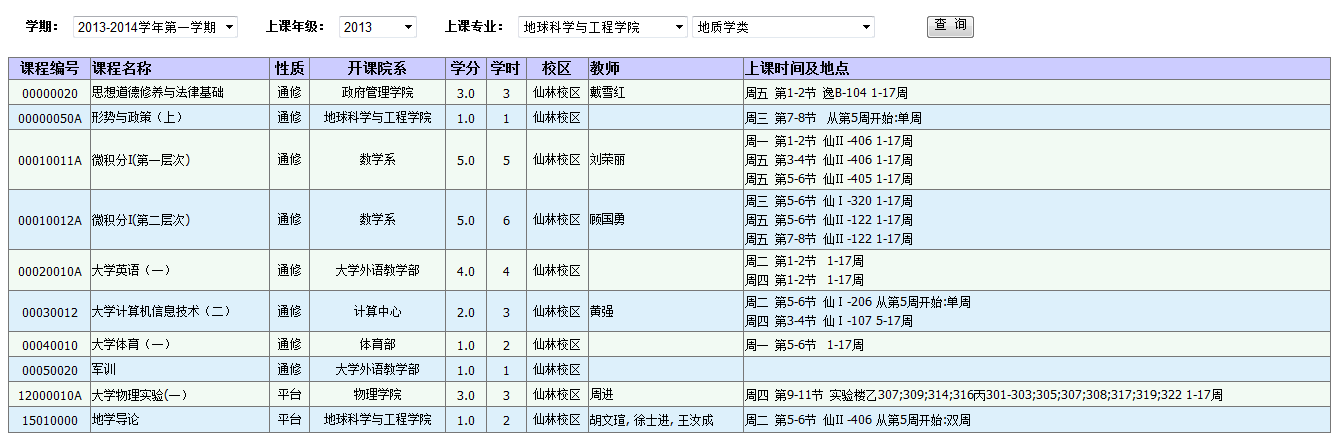 学期： 2013-2014学年第一学期 上课年级： 2013 上课专业： 地球科学与工程学院 地质学类 查 询
课程编号 课程名称 性质 开课院系 学分 学时 校区 教师 上课时间及地点
00000020 思想道德修养与法律基础 通修 政府管理学院 3.0 3 仙林校区 戴雪红 周五 第1-2节 逸B-104 1-17周
00000050A 形势与政策（上） 通修 地球科学与工程学院 1.0 1 仙林校区 周三 第7-8节 从第5周开始:单周
00010011A 微积分I(第一层次) 通修 数学系 5.0 5 仙林校区 刘荣丽 周一 第1-2节 仙II -406 1-17周
周五 第3-4节 仙II -406 1-17周
周五 第5-6节 仙II -405 1-17周
00010012A 微积分I(第二层次) 通修 数学系 5.0 6 仙林校区 顾国勇 周三 第5-6节 仙 I -320 1-17周
周五 第5-6节 仙II -122 1-17周
周五 第7-8节 仙II -122 1-17周
00020010A 大学英语（一） 通修 大学外语教学部 4.0 4 仙林校区 周二 第1-2节 1-17周
周四 第1-2节 1-17周
00030012 大学计算机信息技术（二） 通修 计算中心 2.0 3 仙林校区 黄强 周二 第5-6节 仙 I -206 从第5周开始:单周
周四 第3-4节 仙 I -107 5-17周
00040010 大学体育（一） 通修 体育部 1.0 2 仙林校区 周一 第5-6节 1-17周
00050020 军训 通修 大学外语教学部 1.0 1 仙林校区
12000010A 大学物理实验(一) 平台 物理学院 3.0 3 仙林校区 周进 周四 第9-11节 实验楼乙307;309;314;316丙301-303;305;307;308;317;319;322 1-17周
15010000 地学导论 平台 地球科学与工程学院 1.0 2 仙林校区 胡文瑄, 徐士进, 王汝成 周二 第5-6节 仙II -406 从第5周开始:双周